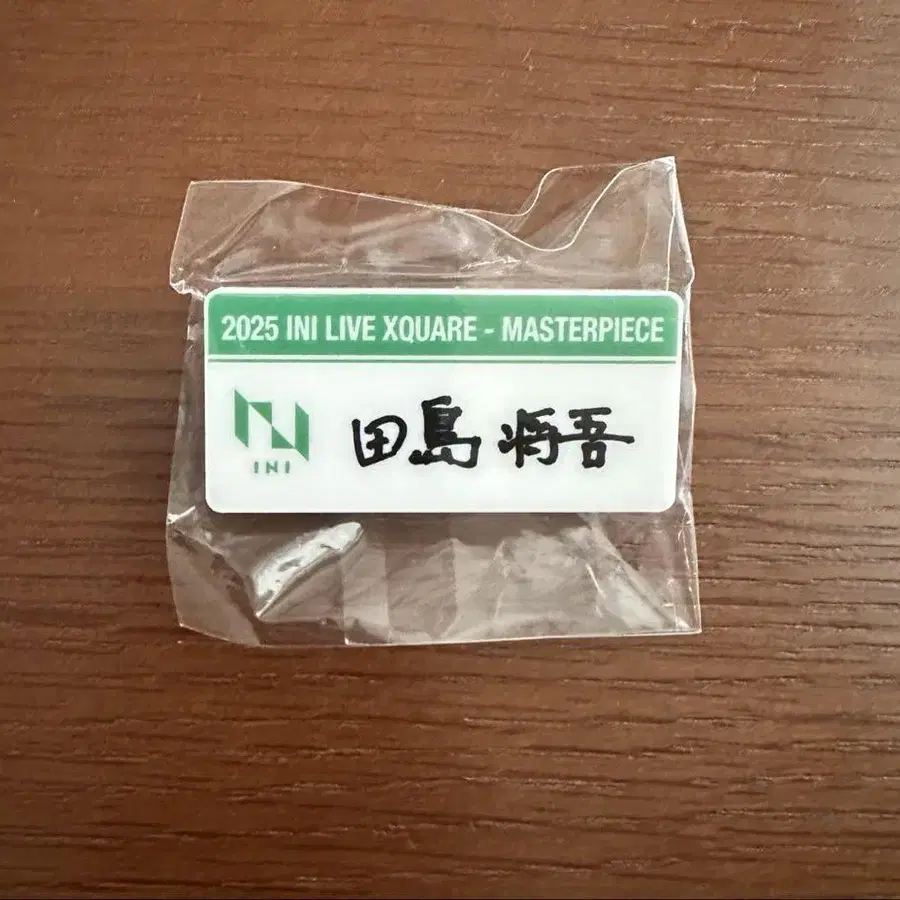 2025 INI LIVE XQUARE - MASTERPIECE
INI
田島 将吾